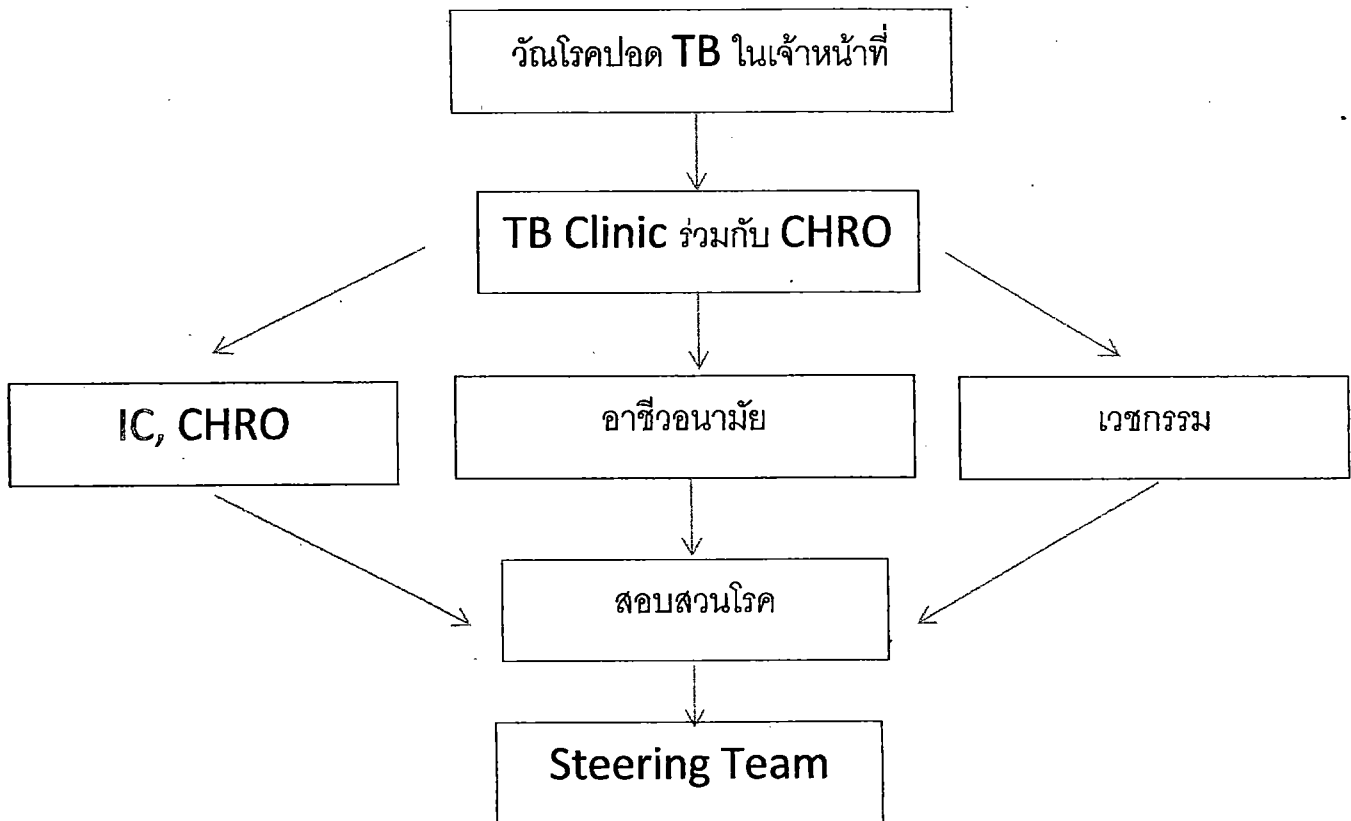 วัณโรคปอด TB ในเจ้าหน้าที่
TB Clinic ร่วมกับ CHRO
IC, CHRO
อาชีวอนามัย
เวชกรรม
สอบสวนโรค
Steering Team